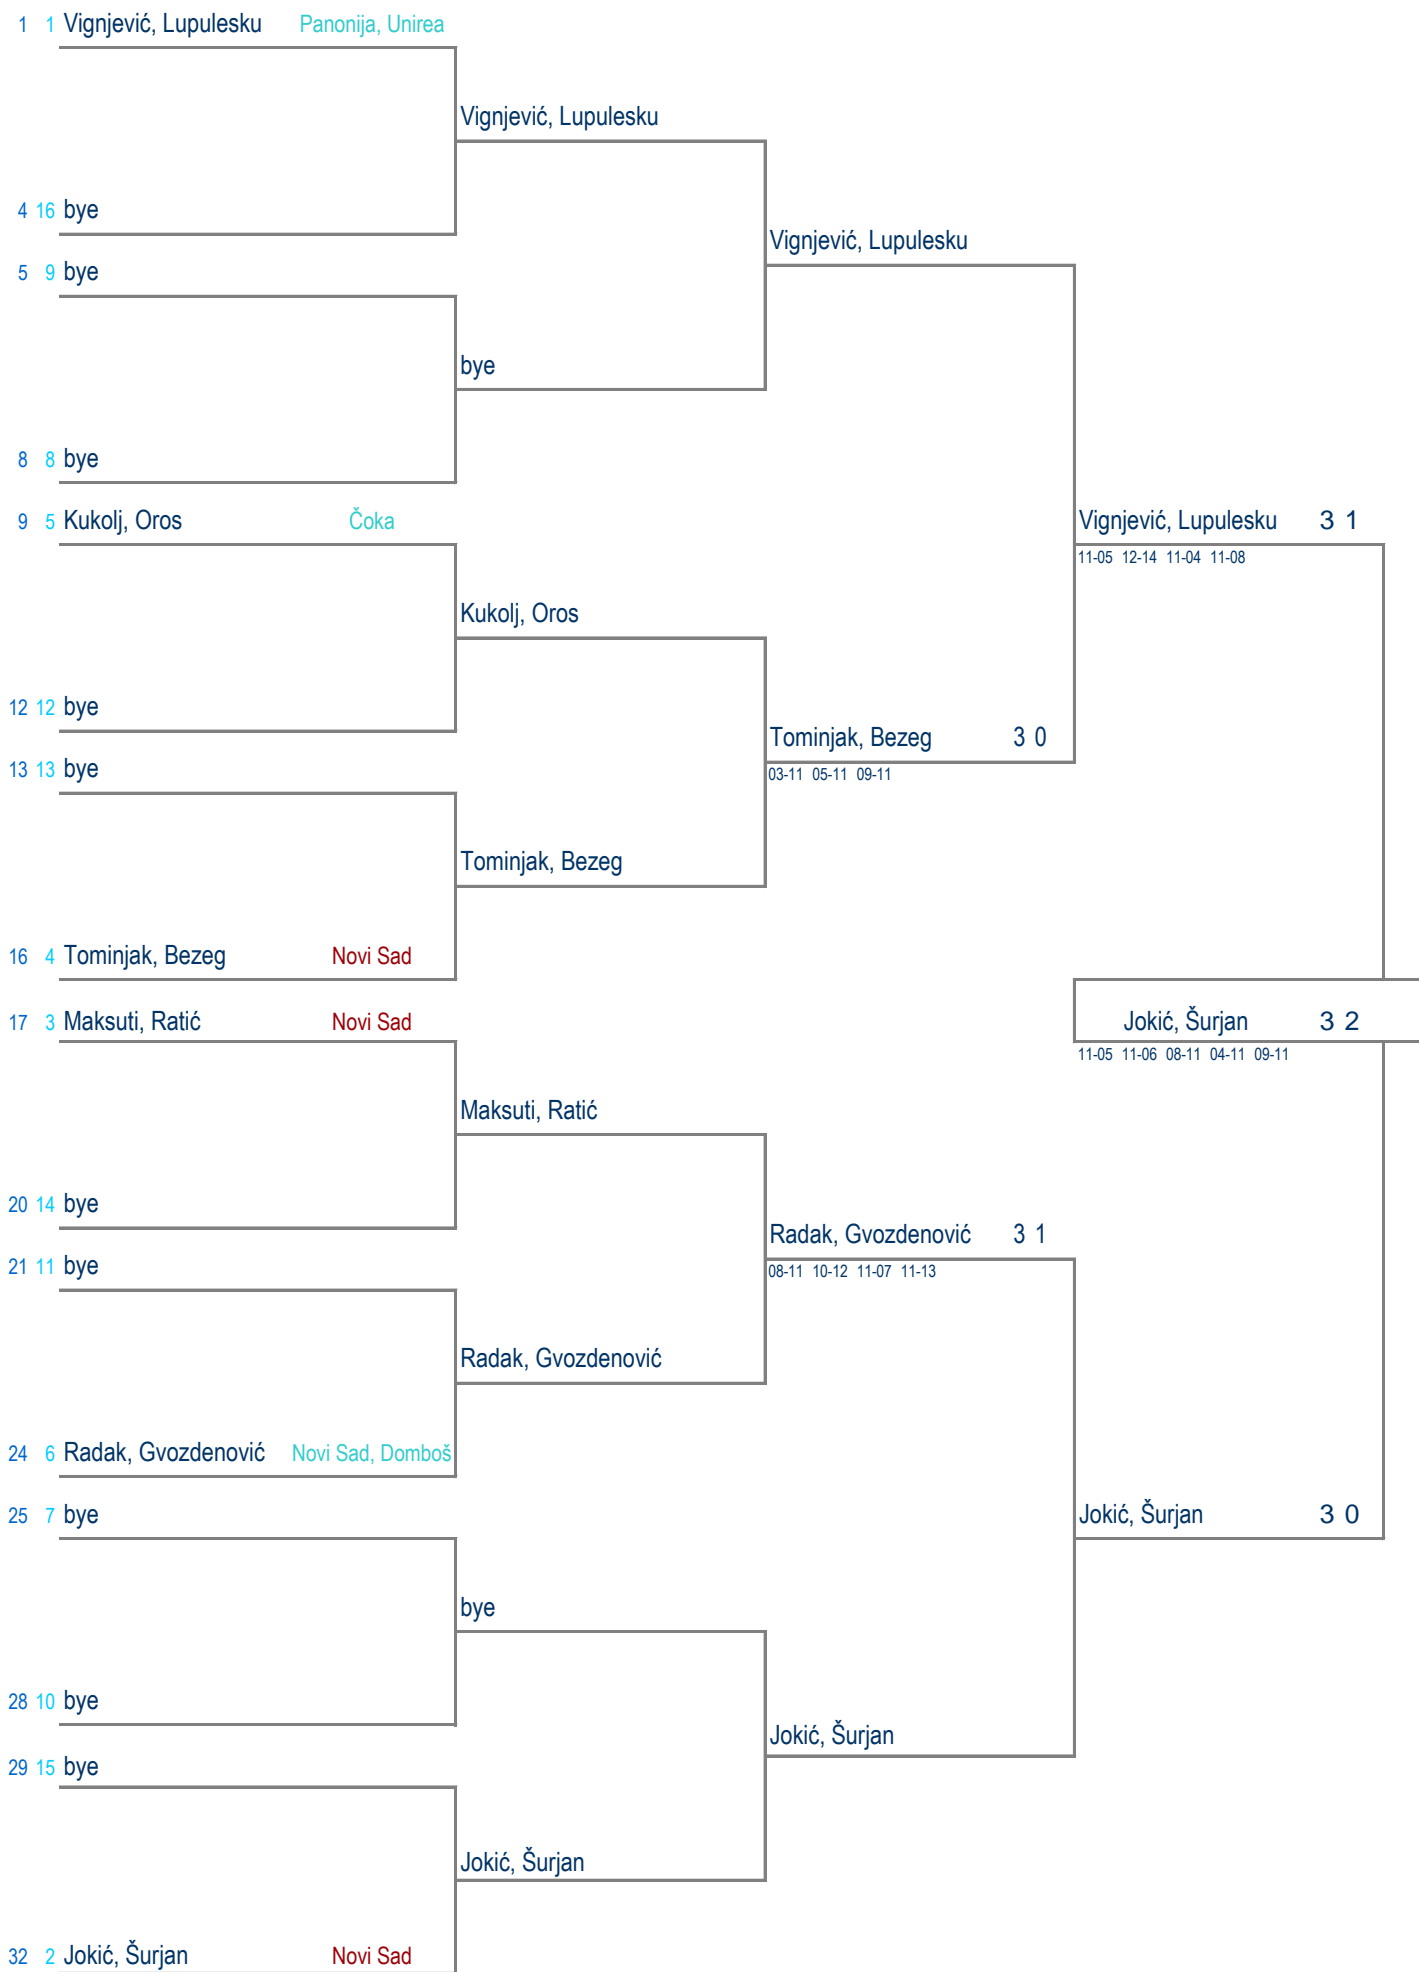 1 1 Vignjević, Lupulesku Panonija, Unirea
Vignjević, Lupulesku
4 16 bye
Vignjević, Lupulesku
5 9 bye
bye
8 8 bye
9 5 Kukolj, Oros Čoka
Vignjević, Lupulesku 3 1
11-05 12-14 11-04 11-08
Kukolj, Oros
12 12 bye
Tominjak, Bezeg 3 0
13 13 bye
03-11 05-11 09-11
Tominjak, Bezeg
16 4 Tominjak, Bezeg Novi Sad
17 3 Maksuti, Ratić Novi Sad
Jokić, Šurjan 3 2
11-05 11-06 08-11 04-11 09-11
Maksuti, Ratić
20 14 bye
Radak, Gvozdenović 3 1
21 11 bye
08-11 10-12 11-07 11-13
Radak, Gvozdenović
24 6 Radak, Gvozdenović Novi Sad, Domboš
25 7 bye
Jokić, Šurjan 3 0
bye
28 10 bye
Jokić, Šurjan
29 15 bye
Jokić, Šurjan
32 2 Jokić, Šurjan Novi Sad